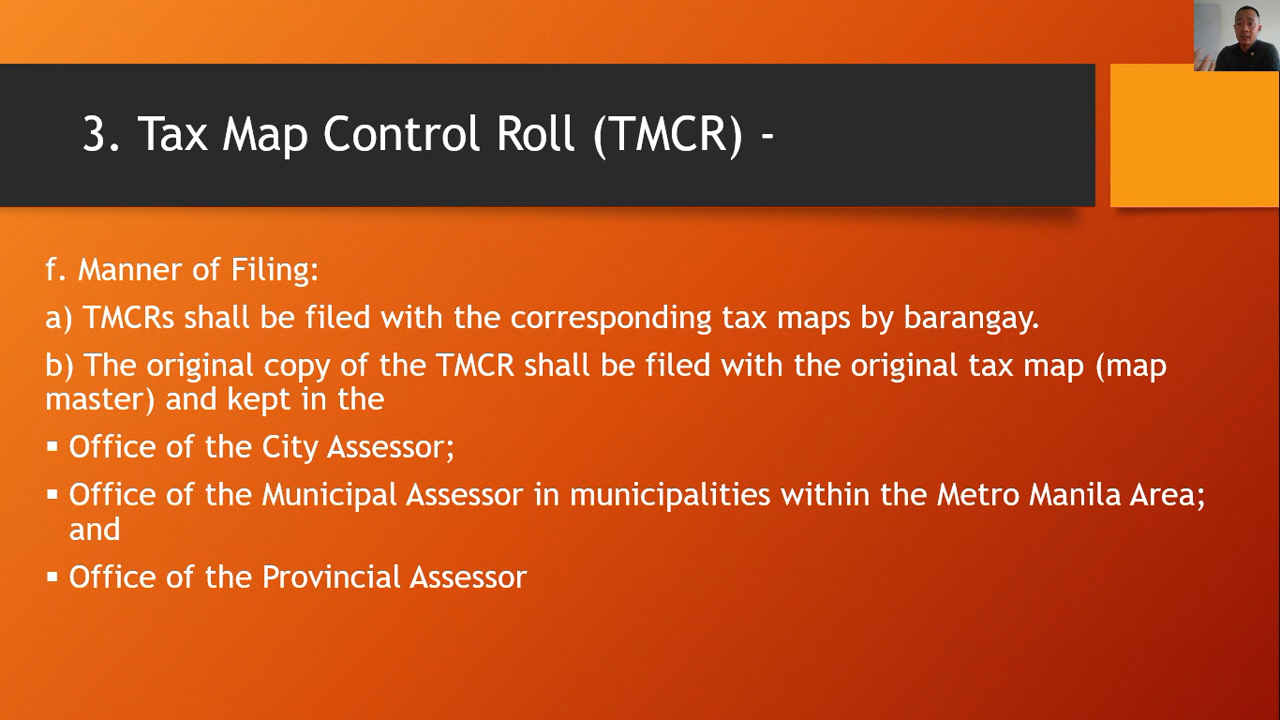 3. Tax Map Control Roll (TMCR) -
f. Manner of Filing:
a) TMCRs shall be filed with the corresponding tax maps by barangay.
b) The original copy of the TMCR shall be filed with the original tax map (map
master) and kept in the
▪ Office of the City Assessor;
▪ Office of the Municipal Assessor in municipalities within the Metro Manila Area;
and
▪ Office of the Provincial Assessor